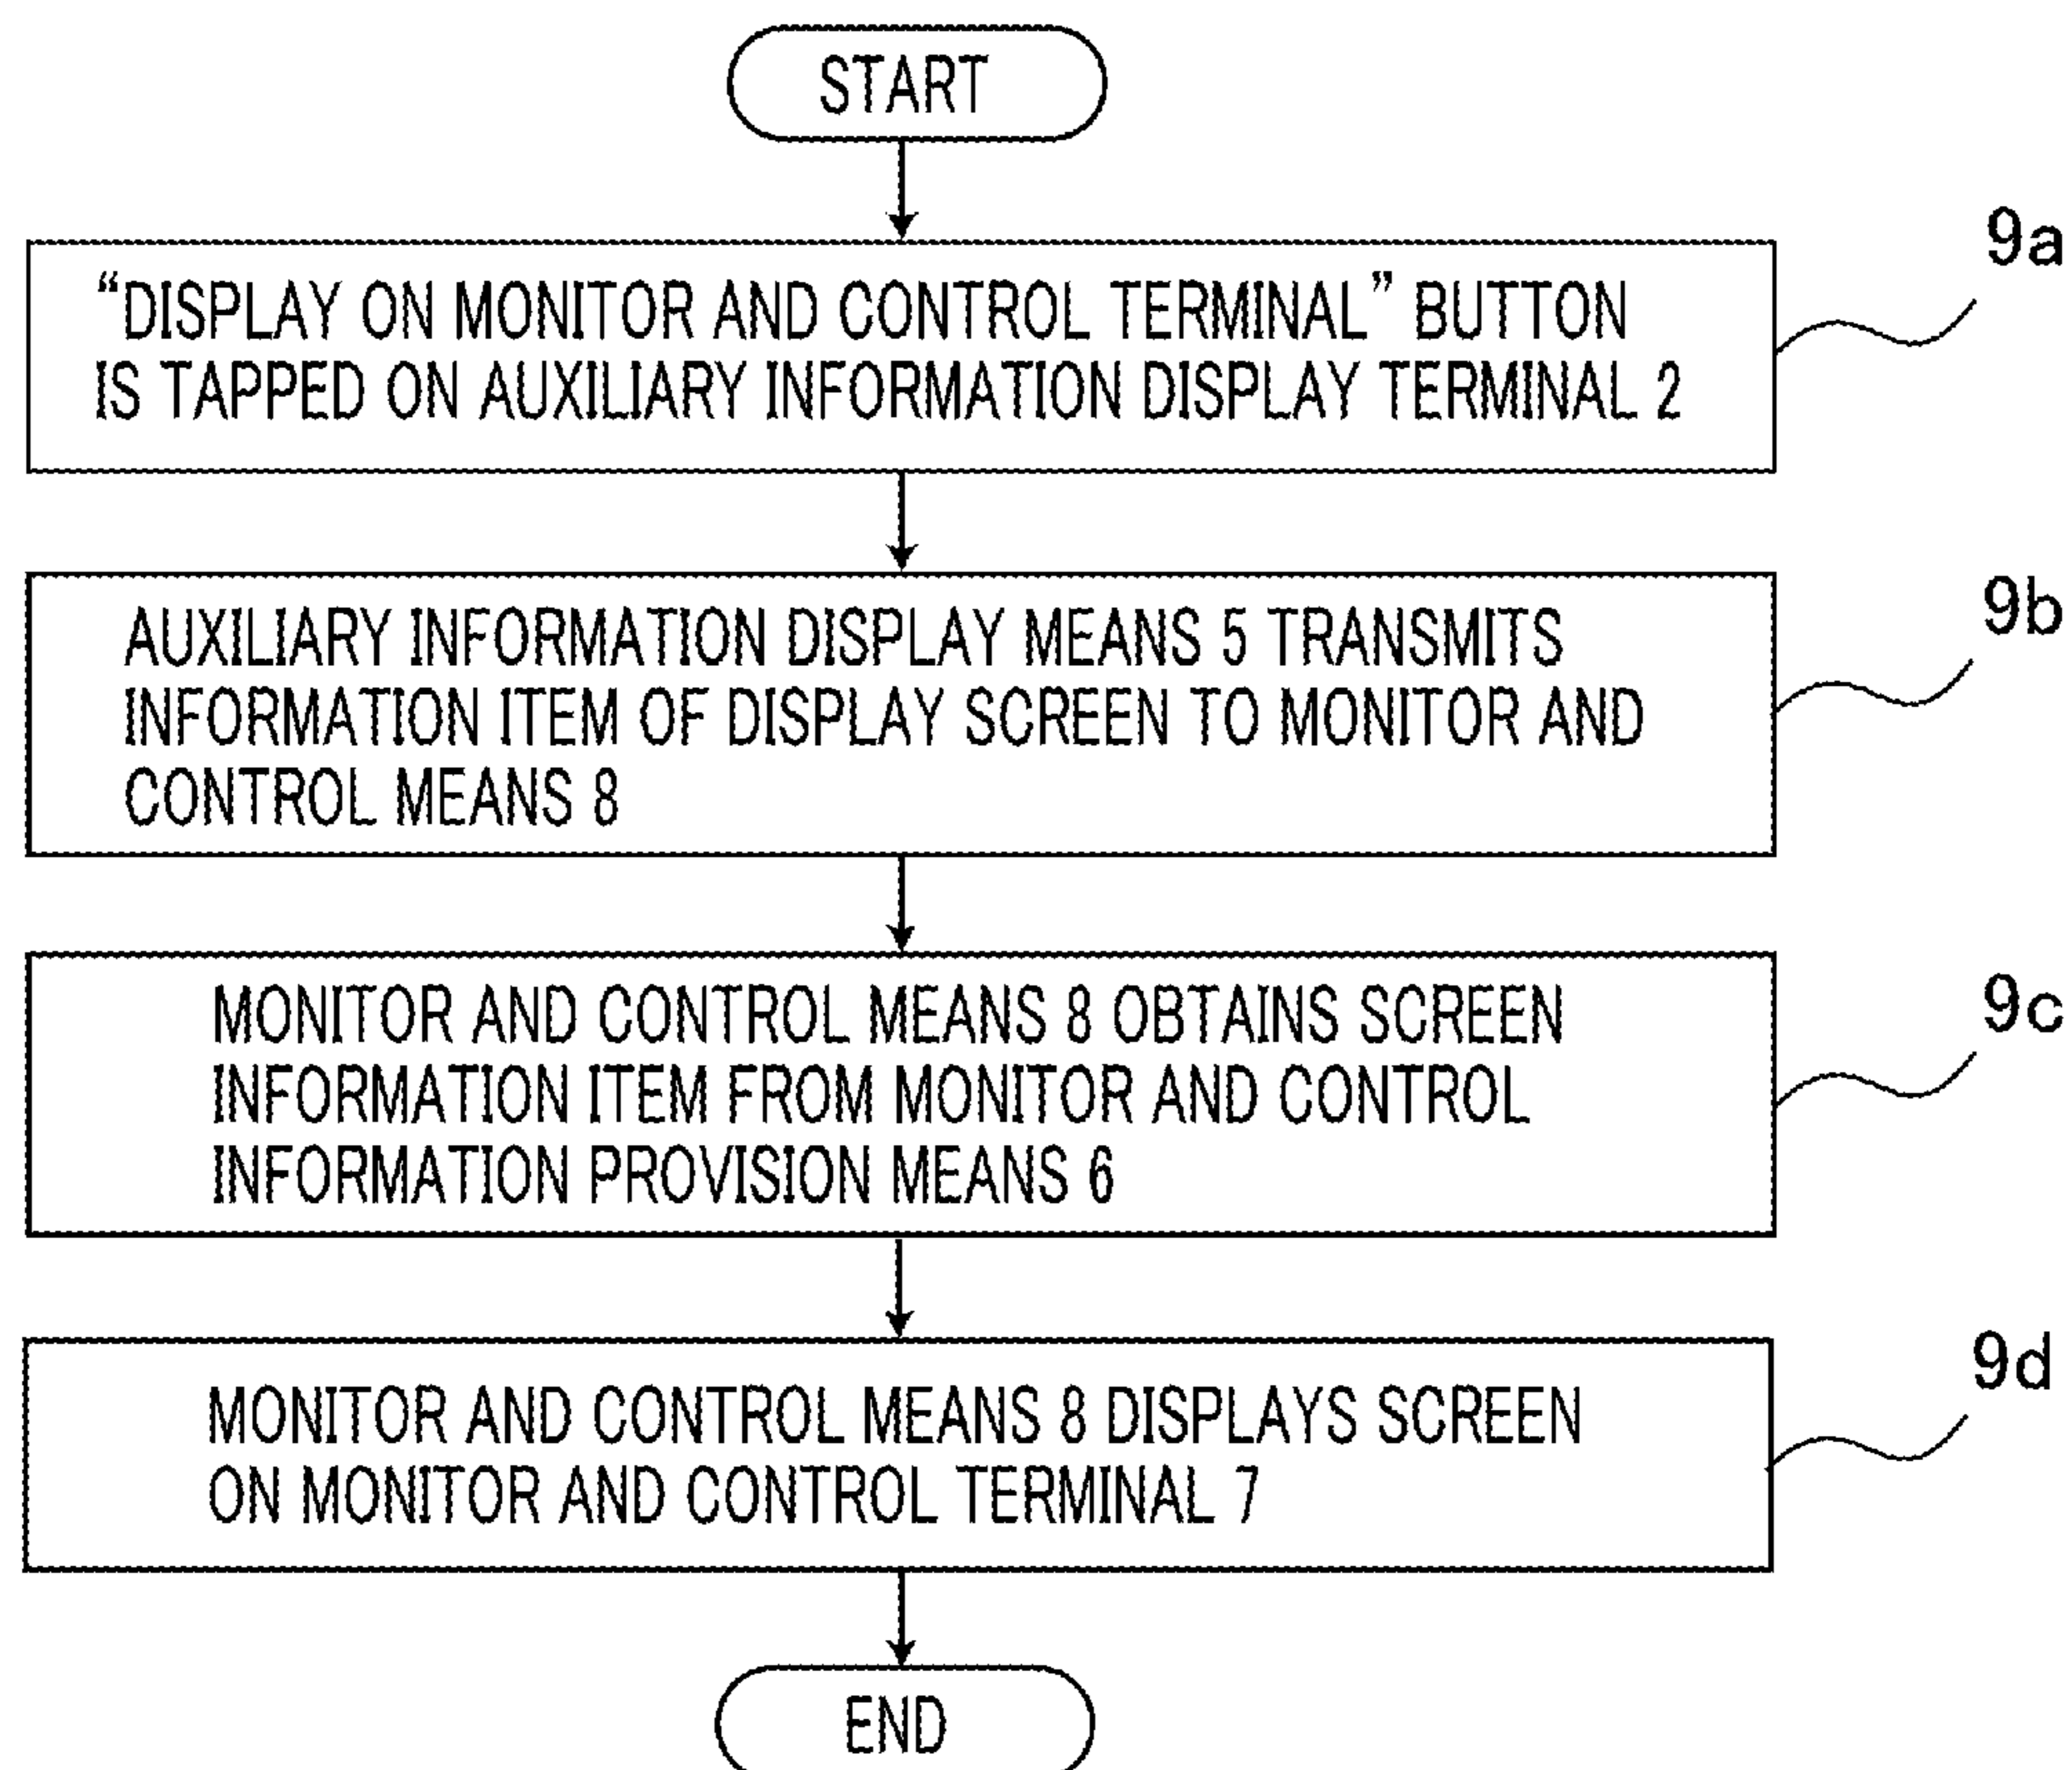 START
9a
“DISPLAY ON MONITOR AND CONTROL TERMINAL” BUTTON
IS TAPPED ON AUXILIARY INFORMATION DISPLAY TERMINAL 2
9b
AUXILIARY INFORMATION DISPLAY MEANS 5 TRANSMITS
INFORMATION ITEM OF DISPLAY SCREEN TO MONITOR AND
CONTROL MEANS 8
9c
MONITOR AND CONTROL MEANS 8 OBTAINS SCREEN
INFORMATION ITEM FROM MONITOR AND CONTROL
INFORMATION PROVISION MEANS 6
9d
MONITOR AND CONTROL MEANS 8 DISPLAYS SCREEN
ON MONITOR AND CONTROL TERMINAL 7
END